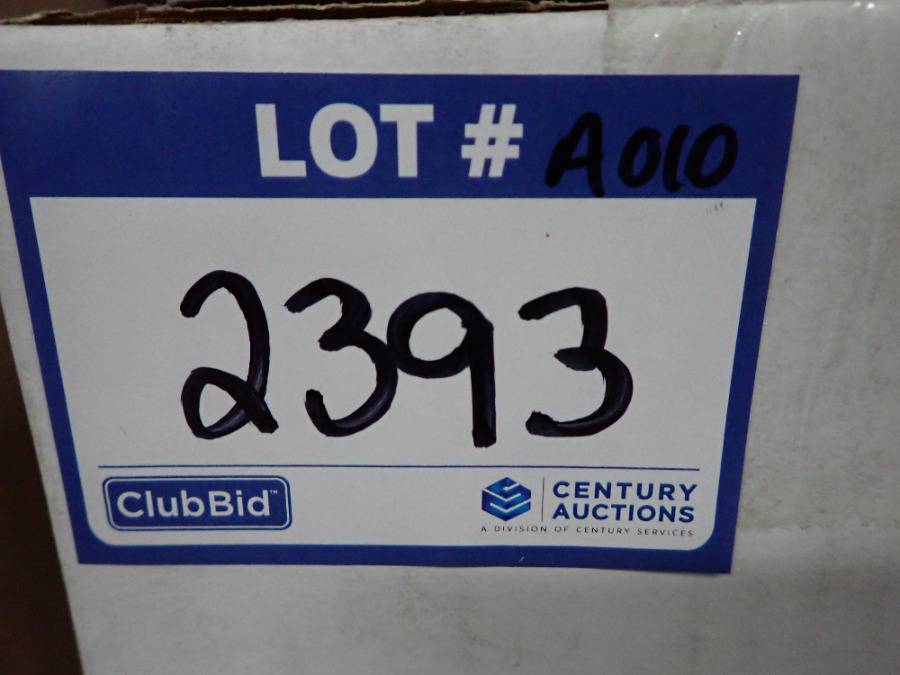 LOT # A010
2393
ClubBid™
CENTURY
AUCTIONS
A DIVISION OF CENTURY SERVICES